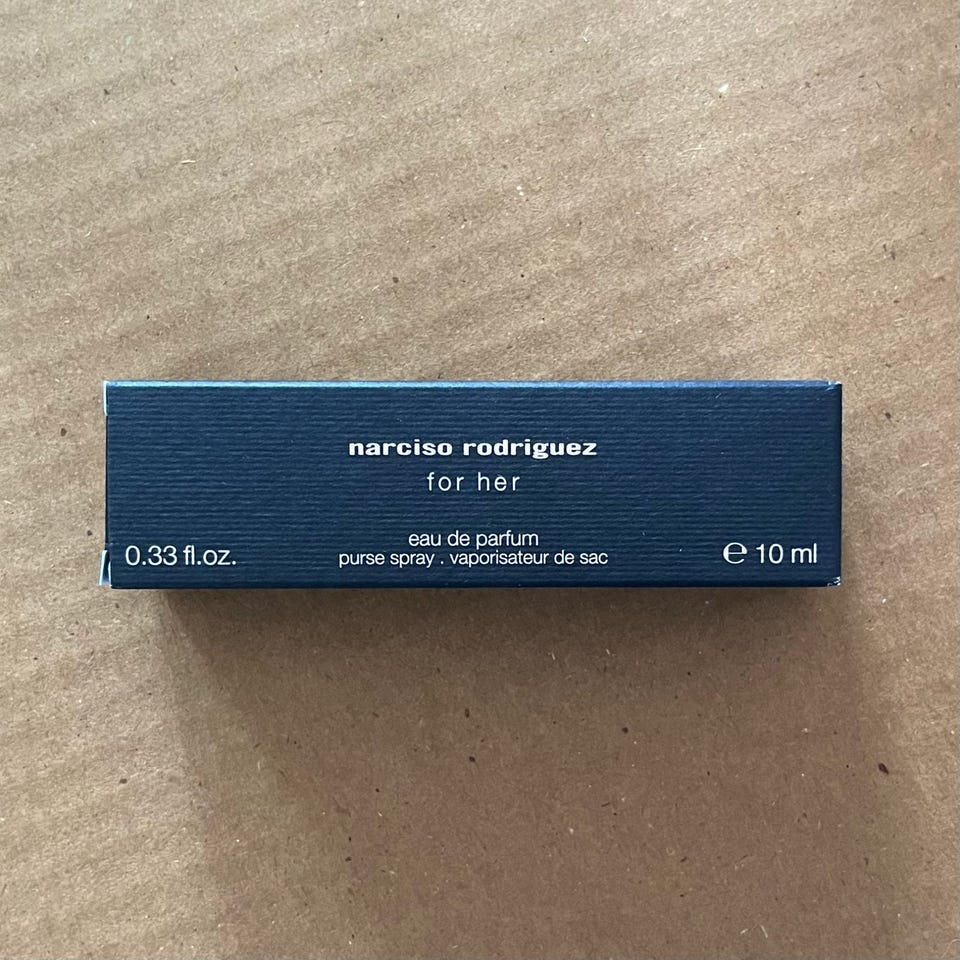 narciso rodriguez
for her
eau de parfum
purse spray . vaporisateur de sac
0.33 fl.oz.
℮ 10 ml